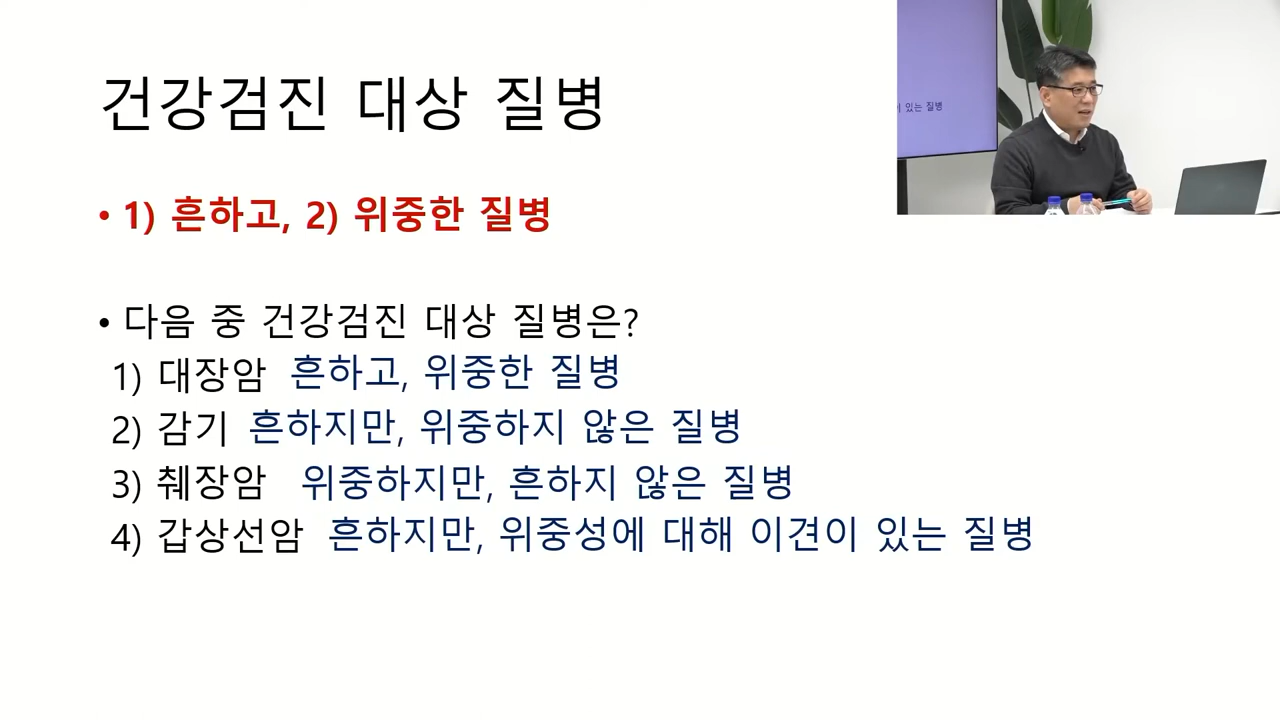 건강검진 대상 질병
• 1) 흔하고, 2) 위중한 질병
• 다음 중 건강검진 대상 질병은?
1) 대장암 흔하고, 위중한 질병
2) 감기 흔하지만, 위중하지 않은 질병
3) 췌장암 위중하지만, 흔하지 않은 질병
4) 갑상선암 흔하지만, 위중성에 대해 이견이 있는 질병
있는 질병